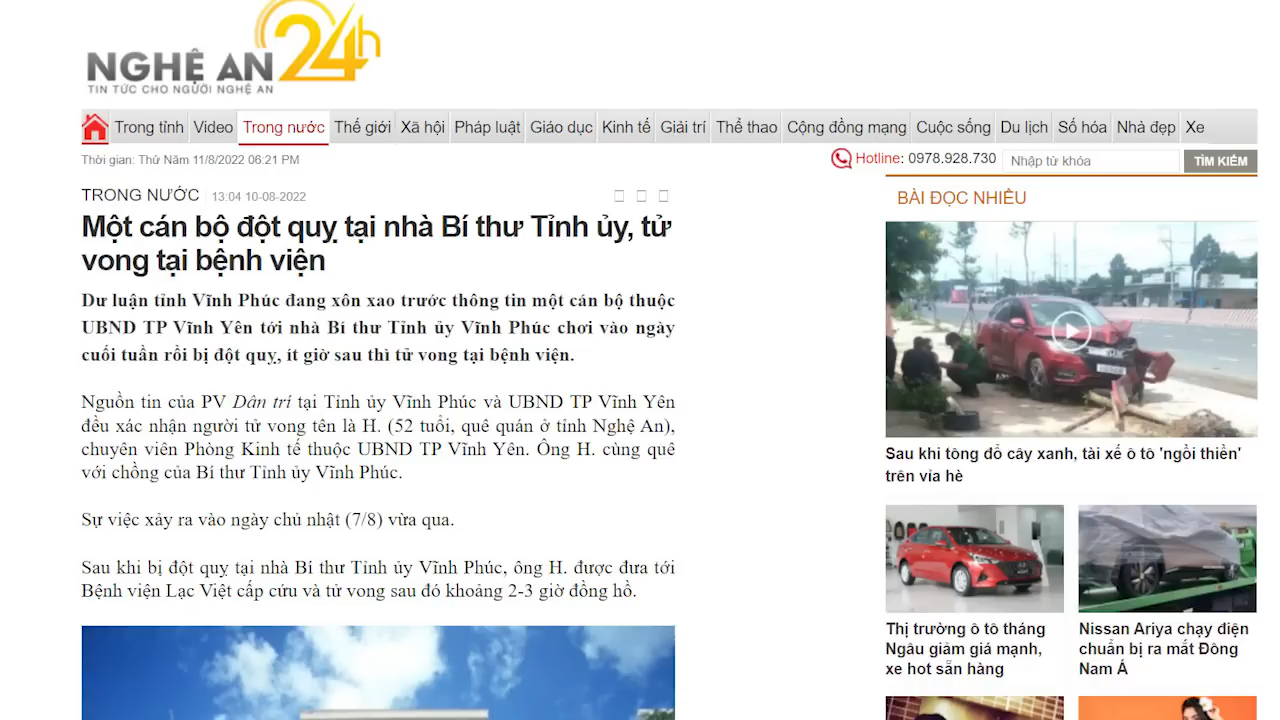 NGHỆ AN 24h
TIN TỨC CHO NGƯỜI NGHỆ AN
Trong tỉnh Video Trong nước Thế giới Xã hội Pháp luật Giáo dục Kinh tế Giải trí Thể thao Cộng đồng mạng Cuộc sống Du lịch Số hóa Nhà đẹp Xe
Thời gian: Thứ Năm 11/8/2022 06:21 PM
Hotline: 0978.928.730 Nhập từ khóa TÌM KIẾM
TRONG NƯỚC 13:04 10-08-2022
Một cán bộ đột quỵ tại nhà Bí thư Tỉnh ủy, tử
vong tại bệnh viện
Dư luận tỉnh Vĩnh Phúc đang xôn xao trước thông tin một cán bộ thuộc
UBND TP Vĩnh Yên tới nhà Bí thư Tỉnh ủy Vĩnh Phúc chơi vào ngày
cuối tuần rồi bị đột quỵ, ít giờ sau thì tử vong tại bệnh viện.
Nguồn tin của PV Dân trí tại Tỉnh ủy Vĩnh Phúc và UBND TP Vĩnh Yên
đều xác nhận người tử vong tên là H. (52 tuổi, quê quán ở tỉnh Nghệ An),
chuyên viên Phòng Kinh tế thuộc UBND TP Vĩnh Yên. Ông H. cùng quê
với chồng của Bí thư Tỉnh ủy Vĩnh Phúc.
Sự việc xảy ra vào ngày chủ nhật (7/8) vừa qua.
Sau khi bị đột quỵ tại nhà Bí thư Tỉnh ủy Vĩnh Phúc, ông H. được đưa tới
Bệnh viện Lạc Việt cấp cứu và tử vong sau đó khoảng 2-3 giờ đồng hồ.
BÀI ĐỌC NHIỀU
Sau khi tông đổ cây xanh, tài xế ô tô 'ngồi thiền'
trên vỉa hè
Thị trường ô tô tháng
Ngâu giảm giá mạnh,
xe hot sẵn hàng
Nissan Ariya chạy điện
chuẩn bị ra mắt Đông
Nam Á